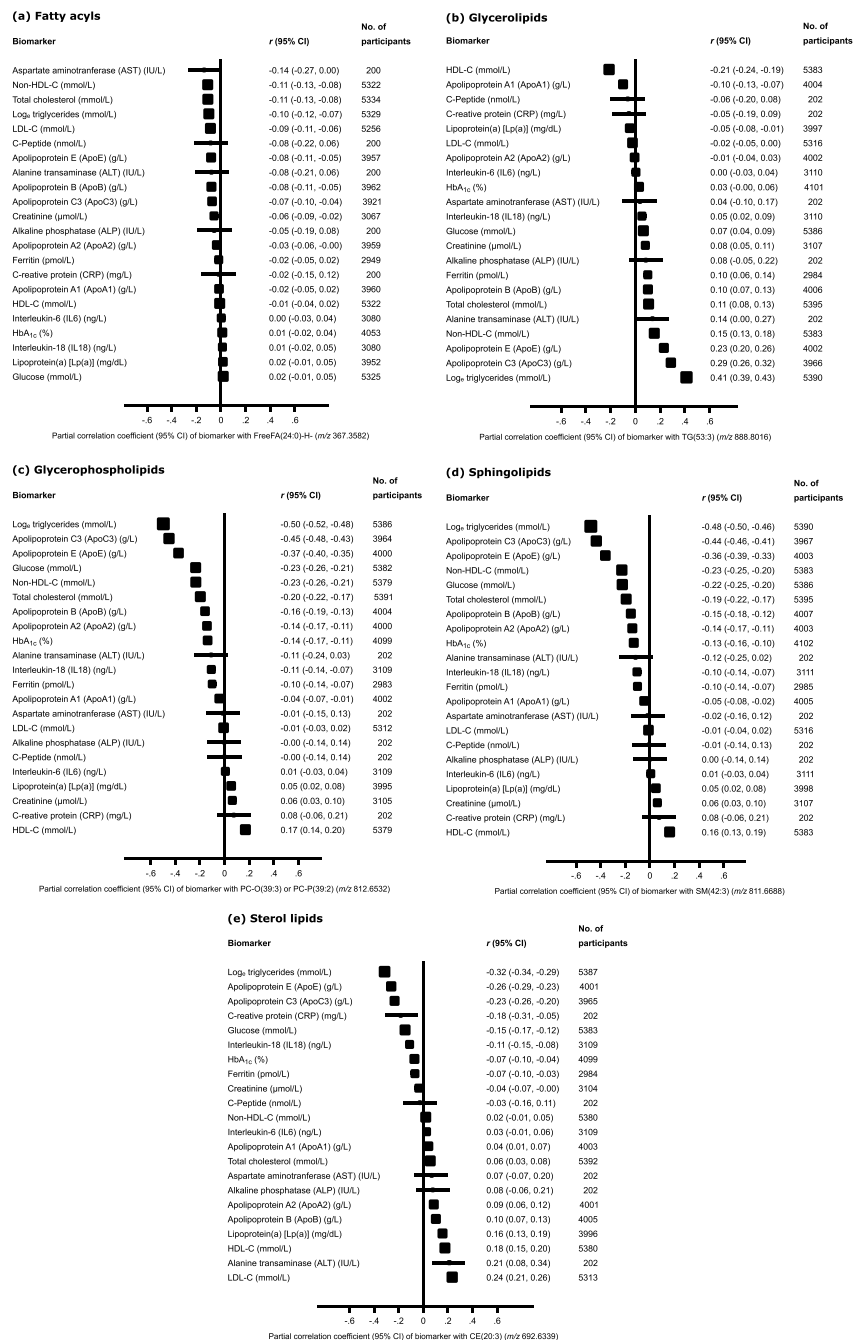 (a) Fatty acyls
Biomarker r (95% CI) No. of participants
Aspartate aminotranferase (AST) (IU/L) -0.14 (-0.27, 0.00) 200
Non-HDL-C (mmol/L) -0.11 (-0.13, -0.08) 5322
Total cholesterol (mmol/L) -0.11 (-0.13, -0.08) 5334
Logₑ triglycerides (mmol/L) -0.10 (-0.12, -0.07) 5329
LDL-C (mmol/L) -0.09 (-0.11, -0.06) 5256
C-Peptide (nmol/L) -0.08 (-0.22, 0.06) 200
Apolipoprotein E (ApoE) (g/L) -0.08 (-0.11, -0.05) 3957
Alanine transaminase (ALT) (IU/L) -0.08 (-0.21, 0.06) 200
Apolipoprotein B (ApoB) (g/L) -0.08 (-0.11, -0.05) 3962
Apolipoprotein C3 (ApoC3) (g/L) -0.07 (-0.10, -0.04) 3921
Creatinine (µmol/L) -0.06 (-0.09, -0.02) 3067
Alkaline phosphatase (ALP) (IU/L) -0.05 (-0.19, 0.08) 200
Apolipoprotein A2 (ApoA2) (g/L) -0.03 (-0.06, -0.00) 3959
Ferritin (pmol/L) -0.02 (-0.05, 0.02) 2949
C-creative protein (CRP) (mg/L) -0.02 (-0.15, 0.12) 200
Apolipoprotein A1 (ApoA1) (g/L) -0.02 (-0.05, 0.02) 3960
HDL-C (mmol/L) -0.01 (-0.04, 0.02) 5322
Interleukin-6 (IL6) (ng/L) 0.00 (-0.03, 0.04) 3080
HbA₁c (%) 0.01 (-0.02, 0.04) 4053
Interleukin-18 (IL18) (ng/L) 0.01 (-0.02, 0.05) 3080
Lipoprotein(a) [Lp(a)] (mg/dL) 0.02 (-0.01, 0.05) 3952
Glucose (mmol/L) 0.02 (-0.01, 0.05) 5325
-.6 -.4 -.2 0 .2 .4 .6
Partial correlation coefficient (95% CI) of biomarker with FreeFA(24:0)-H- (m/z 367.3582)
(b) Glycerolipids
Biomarker r (95% CI) No. of participants
HDL-C (mmol/L) -0.21 (-0.24, -0.19) 5383
Apolipoprotein A1 (ApoA1) (g/L) -0.10 (-0.13, -0.07) 4004
C-Peptide (nmol/L) -0.06 (-0.20, 0.08) 202
C-creative protein (CRP) (mg/L) -0.05 (-0.19, 0.09) 202
Lipoprotein(a) [Lp(a)] (mg/dL) -0.05 (-0.08, -0.01) 3997
LDL-C (mmol/L) -0.02 (-0.05, 0.00) 5316
Apolipoprotein A2 (ApoA2) (g/L) -0.01 (-0.04, 0.03) 4002
Interleukin-6 (IL6) (ng/L) 0.00 (-0.03, 0.04) 3110
HbA₁c (%) 0.03 (-0.00, 0.06) 4101
Aspartate aminotranferase (AST) (IU/L) 0.04 (-0.10, 0.17) 202
Interleukin-18 (IL18) (ng/L) 0.05 (0.02, 0.09) 3110
Glucose (mmol/L) 0.07 (0.04, 0.09) 5386
Creatinine (µmol/L) 0.08 (0.05, 0.11) 3107
Alkaline phosphatase (ALP) (IU/L) 0.08 (-0.05, 0.22) 202
Ferritin (pmol/L) 0.10 (0.06, 0.14) 2984
Apolipoprotein B (ApoB) (g/L) 0.10 (0.07, 0.13) 4006
Total cholesterol (mmol/L) 0.11 (0.08, 0.13) 5395
Alanine transaminase (ALT) (IU/L) 0.14 (0.00, 0.27) 202
Non-HDL-C (mmol/L) 0.15 (0.13, 0.18) 5383
Apolipoprotein E (ApoE) (g/L) 0.23 (0.20, 0.26) 4002
Apolipoprotein C3 (ApoC3) (g/L) 0.29 (0.26, 0.32) 3966
Logₑ triglycerides (mmol/L) 0.41 (0.39, 0.43) 5390
-.6 -.4 -.2 0 .2 .4 .6
Partial correlation coefficient (95% CI) of biomarker with TG(53:3) (m/z 888.8016)
(c) Glycerophospholipids
Biomarker r (95% CI) No. of participants
Logₑ triglycerides (mmol/L) -0.50 (-0.52, -0.48) 5386
Apolipoprotein C3 (ApoC3) (g/L) -0.45 (-0.48, -0.43) 3964
Apolipoprotein E (ApoE) (g/L) -0.37 (-0.40, -0.35) 4000
Glucose (mmol/L) -0.23 (-0.26, -0.21) 5382
Non-HDL-C (mmol/L) -0.23 (-0.26, -0.21) 5379
Total cholesterol (mmol/L) -0.20 (-0.22, -0.17) 5391
Apolipoprotein B (ApoB) (g/L) -0.16 (-0.19, -0.13) 4004
Apolipoprotein A2 (ApoA2) (g/L) -0.14 (-0.17, -0.11) 4000
HbA₁c (%) -0.14 (-0.17, -0.11) 4099
Alanine transaminase (ALT) (IU/L) -0.11 (-0.24, 0.03) 202
Interleukin-18 (IL18) (ng/L) -0.11 (-0.14, -0.07) 3109
Ferritin (pmol/L) -0.10 (-0.14, -0.07) 2983
Apolipoprotein A1 (ApoA1) (g/L) -0.04 (-0.07, -0.01) 4002
Aspartate aminotranferase (AST) (IU/L) -0.01 (-0.15, 0.13) 202
LDL-C (mmol/L) -0.01 (-0.03, 0.02) 5312
Alkaline phosphatase (ALP) (IU/L) -0.00 (-0.14, 0.14) 202
C-Peptide (nmol/L) -0.00 (-0.14, 0.14) 202
Interleukin-6 (IL6) (ng/L) 0.01 (-0.03, 0.04) 3109
Lipoprotein(a) [Lp(a)] (mg/dL) 0.05 (0.02, 0.08) 3995
Creatinine (µmol/L) 0.06 (0.03, 0.10) 3105
C-creative protein (CRP) (mg/L) 0.08 (-0.06, 0.21) 202
HDL-C (mmol/L) 0.17 (0.14, 0.20) 5379
-.6 -.4 -.2 0 .2 .4 .6
Partial correlation coefficient (95% CI) of biomarker with PC-O(39:3) or PC-P(39:2) (m/z 812.6532)
(d) Sphingolipids
Biomarker r (95% CI) No. of participants
Logₑ triglycerides (mmol/L) -0.48 (-0.50, -0.46) 5390
Apolipoprotein C3 (ApoC3) (g/L) -0.44 (-0.46, -0.41) 3967
Apolipoprotein E (ApoE) (g/L) -0.36 (-0.39, -0.33) 4003
Non-HDL-C (mmol/L) -0.23 (-0.25, -0.20) 5383
Glucose (mmol/L) -0.22 (-0.25, -0.20) 5386
Total cholesterol (mmol/L) -0.19 (-0.22, -0.17) 5395
Apolipoprotein B (ApoB) (g/L) -0.15 (-0.18, -0.12) 4007
Apolipoprotein A2 (ApoA2) (g/L) -0.14 (-0.17, -0.11) 4003
HbA₁c (%) -0.13 (-0.16, -0.10) 4102
Alanine transaminase (ALT) (IU/L) -0.12 (-0.25, 0.02) 202
Interleukin-18 (IL18) (ng/L) -0.10 (-0.14, -0.07) 3111
Ferritin (pmol/L) -0.10 (-0.14, -0.07) 2985
Apolipoprotein A1 (ApoA1) (g/L) -0.05 (-0.08, -0.02) 4005
Aspartate aminotranferase (AST) (IU/L) -0.02 (-0.16, 0.12) 202
LDL-C (mmol/L) -0.01 (-0.04, 0.02) 5316
C-Peptide (nmol/L) -0.01 (-0.14, 0.13) 202
Alkaline phosphatase (ALP) (IU/L) 0.00 (-0.14, 0.14) 202
Interleukin-6 (IL6) (ng/L) 0.01 (-0.03, 0.04) 3111
Lipoprotein(a) [Lp(a)] (mg/dL) 0.05 (0.02, 0.08) 3998
Creatinine (µmol/L) 0.06 (0.03, 0.10) 3107
C-creative protein (CRP) (mg/L) 0.08 (-0.06, 0.21) 202
HDL-C (mmol/L) 0.16 (0.13, 0.19) 5383
-.6 -.4 -.2 0 .2 .4 .6
Partial correlation coefficient (95% CI) of biomarker with SM(42:3) (m/z 811.6688)
(e) Sterol lipids
Biomarker r (95% CI) No. of participants
Logₑ triglycerides (mmol/L) -0.32 (-0.34, -0.29) 5387
Apolipoprotein E (ApoE) (g/L) -0.26 (-0.29, -0.23) 4001
Apolipoprotein C3 (ApoC3) (g/L) -0.23 (-0.26, -0.20) 3965
C-creative protein (CRP) (mg/L) -0.18 (-0.31, -0.05) 202
Glucose (mmol/L) -0.15 (-0.17, -0.12) 5383
Interleukin-18 (IL18) (ng/L) -0.11 (-0.15, -0.08) 3109
HbA₁c (%) -0.07 (-0.10, -0.04) 4099
Ferritin (pmol/L) -0.07 (-0.10, -0.03) 2984
Creatinine (µmol/L) -0.04 (-0.07, -0.00) 3104
C-Peptide (nmol/L) -0.03 (-0.16, 0.11) 202
Non-HDL-C (mmol/L) 0.02 (-0.01, 0.05) 5380
Interleukin-6 (IL6) (ng/L) 0.03 (-0.01, 0.06) 3109
Apolipoprotein A1 (ApoA1) (g/L) 0.04 (0.01, 0.07) 4003
Total cholesterol (mmol/L) 0.06 (0.03, 0.08) 5392
Aspartate aminotranferase (AST) (IU/L) 0.07 (-0.07, 0.20) 202
Alkaline phosphatase (ALP) (IU/L) 0.08 (-0.06, 0.21) 202
Apolipoprotein A2 (ApoA2) (g/L) 0.09 (0.06, 0.12) 4001
Apolipoprotein B (ApoB) (g/L) 0.10 (0.07, 0.13) 4005
Lipoprotein(a) [Lp(a)] (mg/dL) 0.16 (0.13, 0.19) 3996
HDL-C (mmol/L) 0.18 (0.15, 0.20) 5380
Alanine transaminase (ALT) (IU/L) 0.21 (0.08, 0.34) 202
LDL-C (mmol/L) 0.24 (0.21, 0.26) 5313
-.6 -.4 -.2 0 .2 .4 .6
Partial correlation coefficient (95% CI) of biomarker with CE(20:3) (m/z 692.6339)